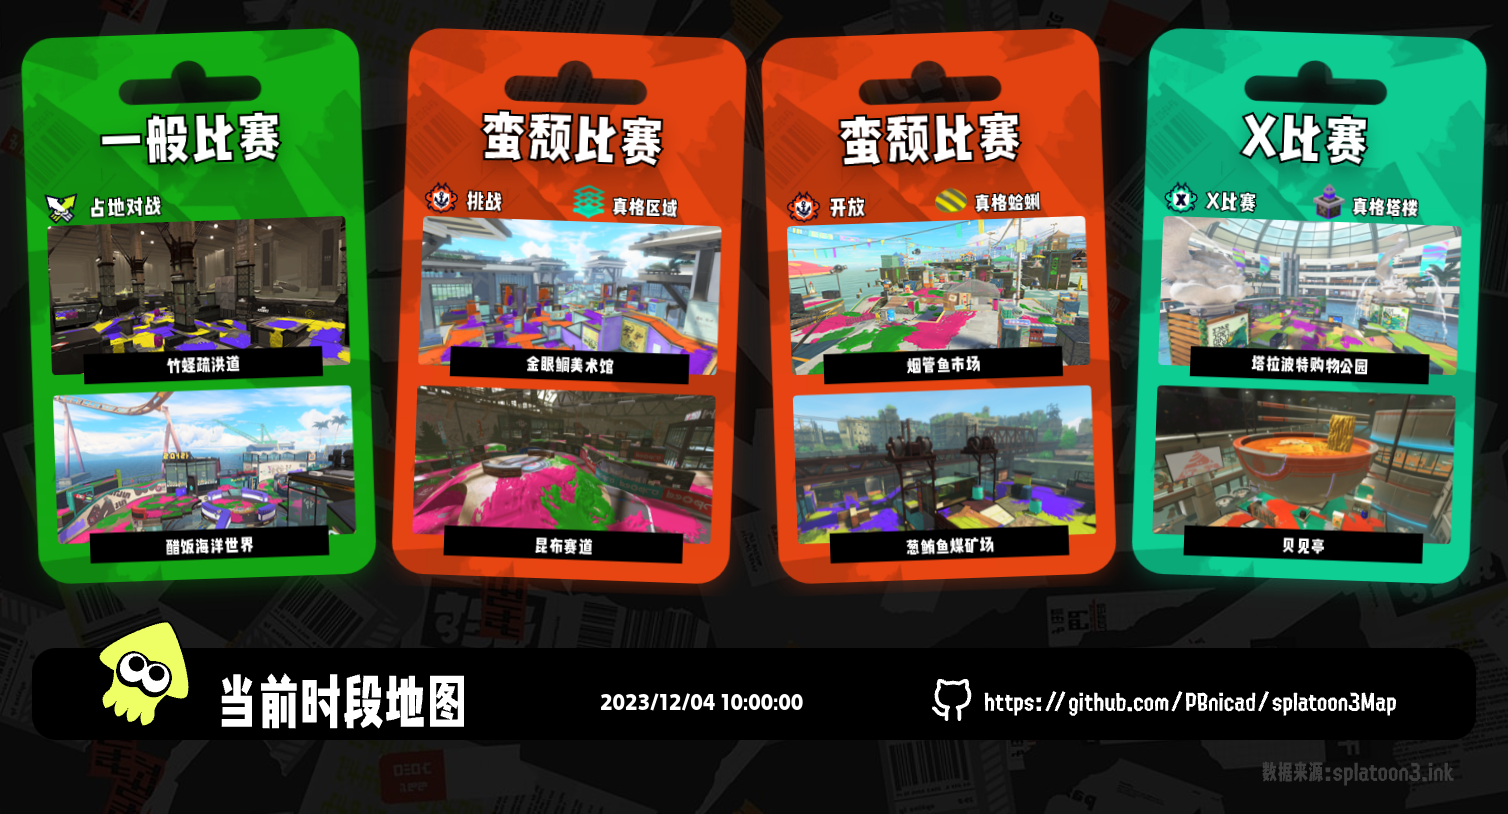 一般比赛
占地对战
竹蛏疏洪道
醋饭海洋世界
蛮颓比赛
挑战
真格区域
金眼鲷美术馆
昆布赛道
蛮颓比赛
开放
真格蛤蜊
烟管鱼市场
葱鲔鱼煤矿场
X比赛
X比赛
真格塔楼
塔拉波特购物公园
贝见亭
当前时段地图
2023/12/04 10:00:00
https://github.com/PBnicad/splatoon3Map
数据来源:splatoon3.ink